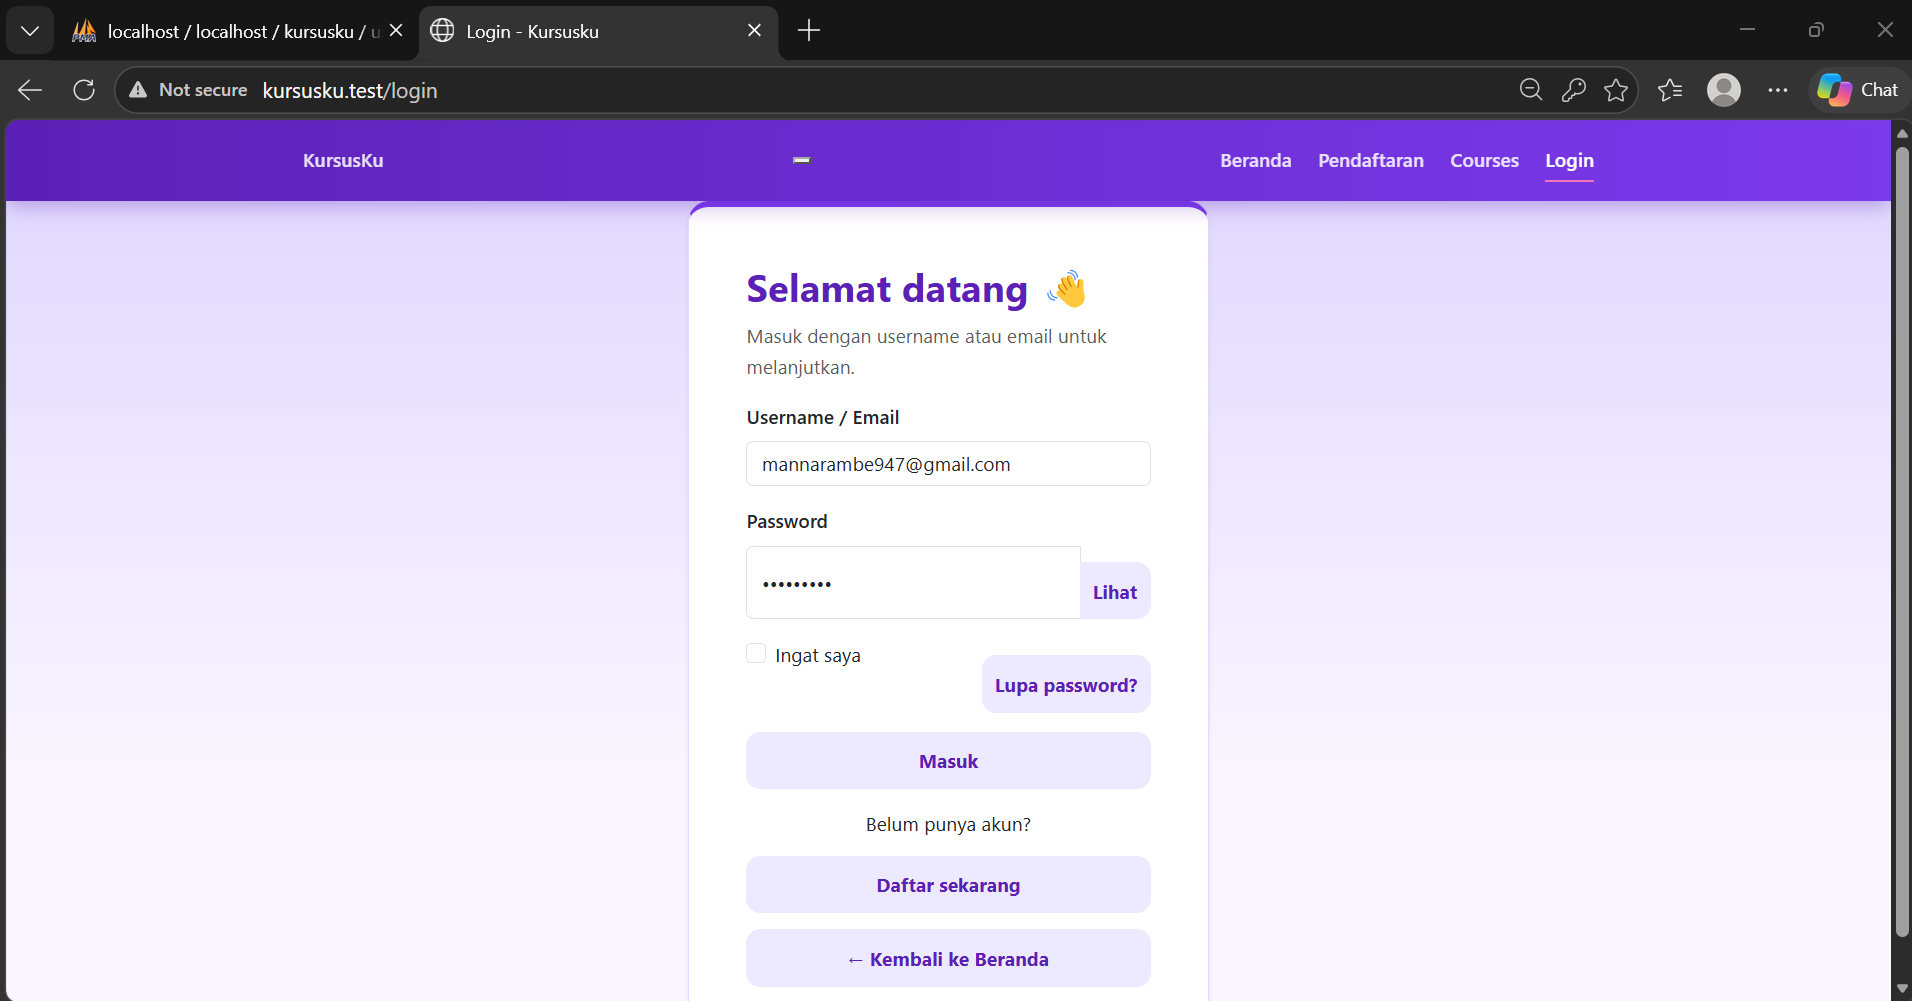 localhost / localhost / kursusku / u
Login - Kursusku
Not secure kursusku.test/login
Chat
KursusKu
Beranda Pendaftaran Courses Login
Selamat datang 👋
Masuk dengan username atau email untuk
melanjutkan.
Username / Email
mannarambe947@gmail.com
Password
•••••••••
Lihat
Ingat saya
Lupa password?
Masuk
Belum punya akun?
Daftar sekarang
← Kembali ke Beranda